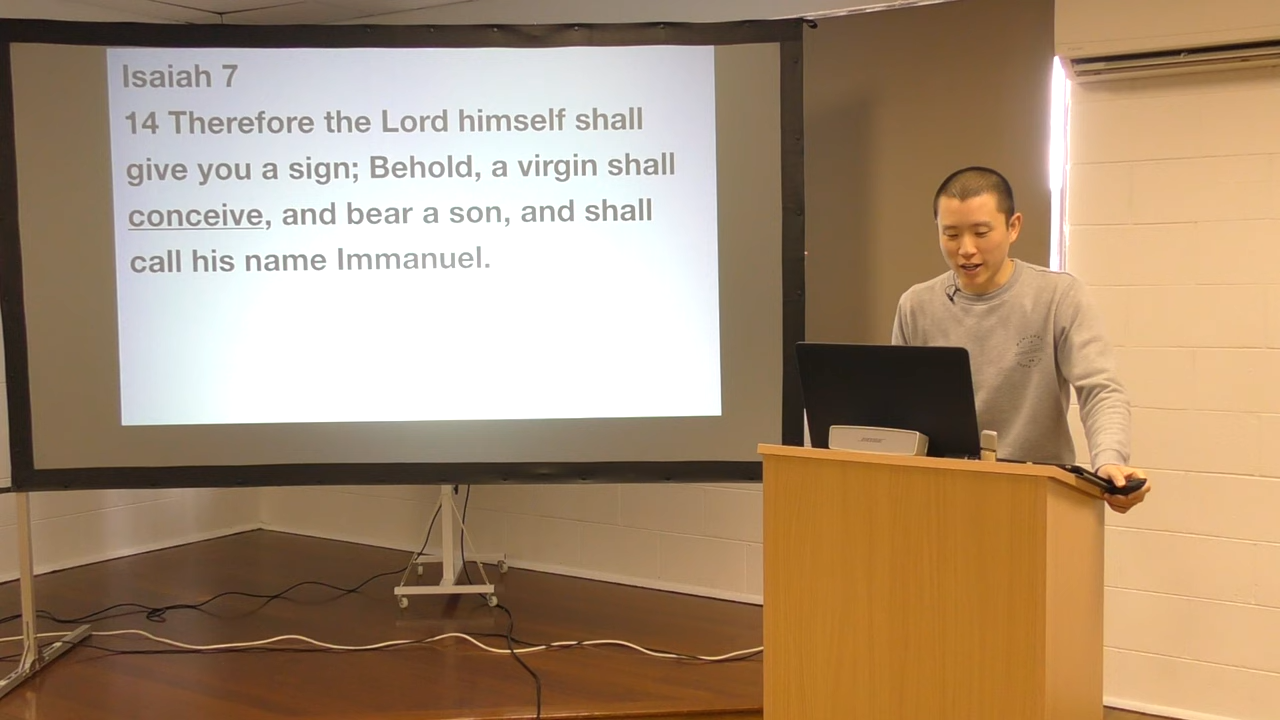 Isaiah 7
14 Therefore the Lord himself shall
give you a sign; Behold, a virgin shall
conceive, and bear a son, and shall
call his name Immanuel.